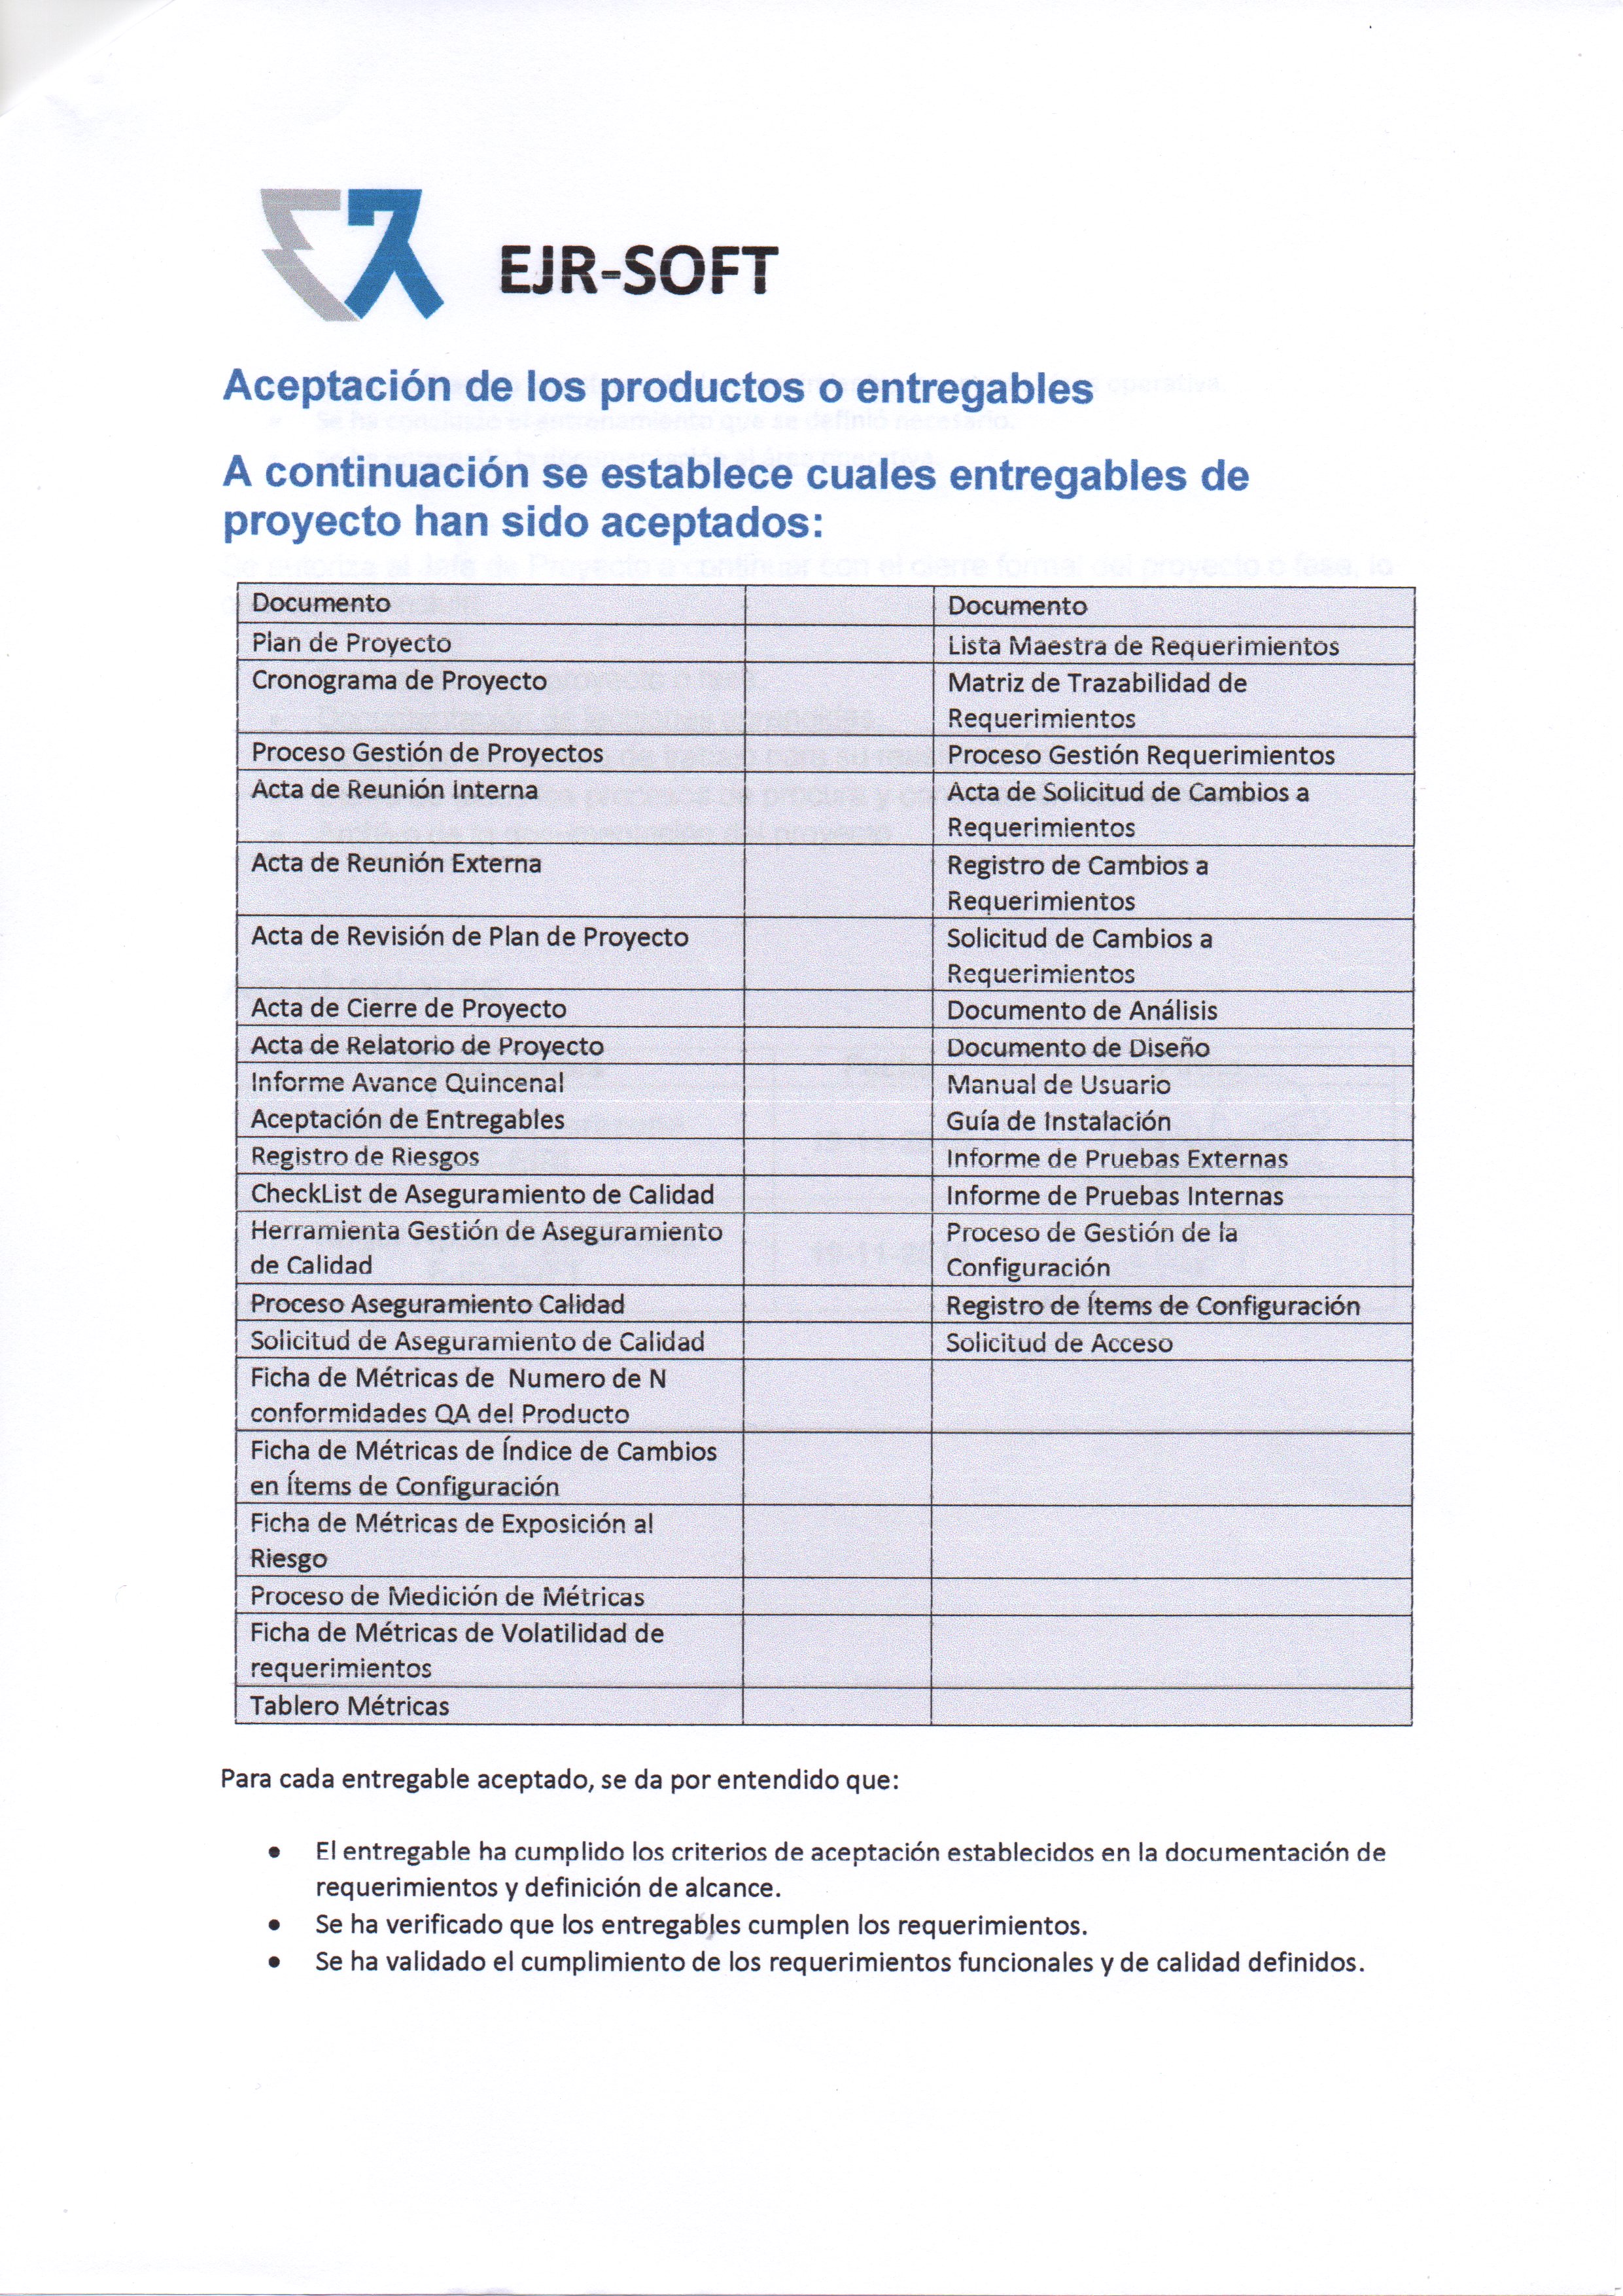 EJR-SOFT
Aceptación de los productos o entregables
A continuación se establece cuales entregables de
proyecto han sido aceptados:
Documento Documento
Plan de Proyecto Lista Maestra de Requerimientos
Cronograma de Proyecto Matriz de Trazabilidad de
Requerimientos
Proceso Gestión de Proyectos Proceso Gestión Requerimientos
Acta de Reunión Interna Acta de Solicitud de Cambios a
Requerimientos
Acta de Reunión Externa Registro de Cambios a
Requerimientos
Acta de Revisión de Plan de Proyecto Solicitud de Cambios a
Requerimientos
Acta de Cierre de Proyecto Documento de Análisis
Acta de Relatorio de Proyecto Documento de Diseño
Informe Avance Quincenal Manual de Usuario
Aceptación de Entregables Guía de Instalación
Registro de Riesgos Informe de Pruebas Externas
CheckList de Aseguramiento de Calidad Informe de Pruebas Internas
Herramienta Gestión de Aseguramiento Proceso de Gestión de la
de Calidad Configuración
Proceso Aseguramiento Calidad Registro de Ítems de Configuración
Solicitud de Aseguramiento de Calidad Solicitud de Acceso
Ficha de Métricas de Numero de N
conformidades QA del Producto
Ficha de Métricas de Índice de Cambios
en Ítems de Configuración
Ficha de Métricas de Exposición al
Riesgo
Proceso de Medición de Métricas
Ficha de Métricas de Volatilidad de
requerimientos
Tablero Métricas
Para cada entregable aceptado, se da por entendido que:
• El entregable ha cumplido los criterios de aceptación establecidos en la documentación de
requerimientos y definición de alcance.
• Se ha verificado que los entregables cumplen los requerimientos.
• Se ha validado el cumplimiento de los requerimientos funcionales y de calidad definidos.